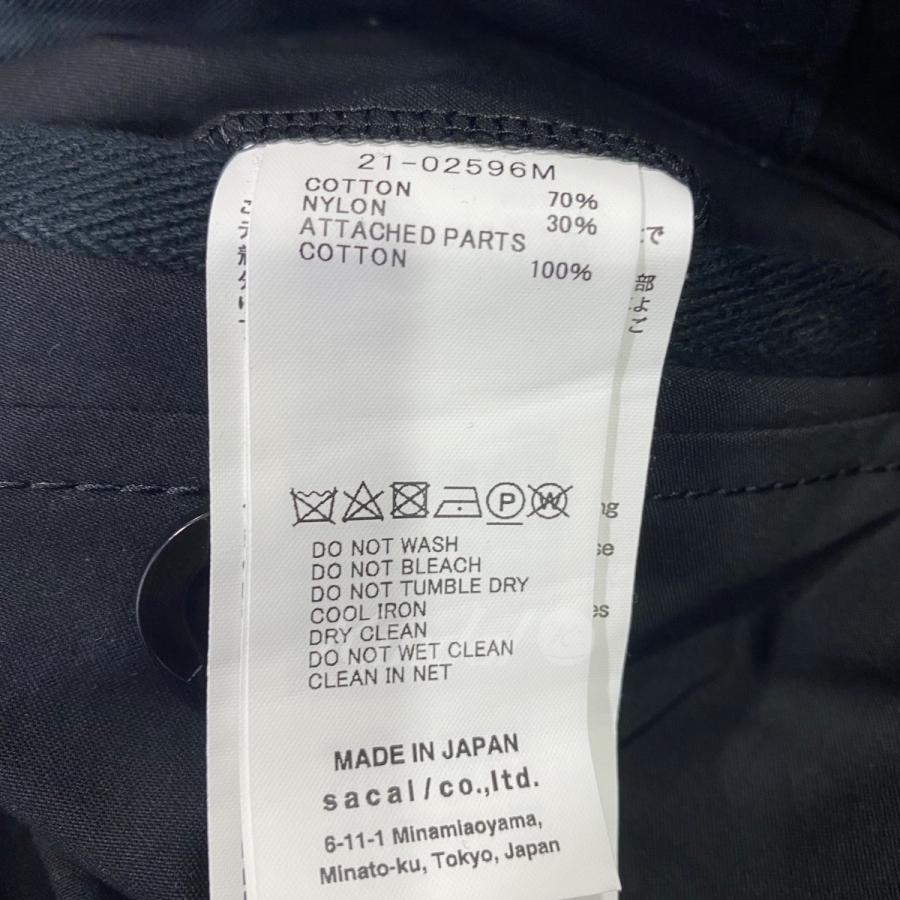 21-02596M
COTTON 70%
NYLON 30%
ATTACHED PARTS
COTTON 100%
で
部
P
W
DO NOT WASH
DO NOT BLEACH
DO NOT TUMBLE DRY
COOL IRON
DRY CLEAN
DO NOT WET CLEAN
CLEAN IN NET
MADE IN JAPAN
sacai/co.,ltd.
6-11-1 Minamiaoyama,
Minato-ku, Tokyo, Japan